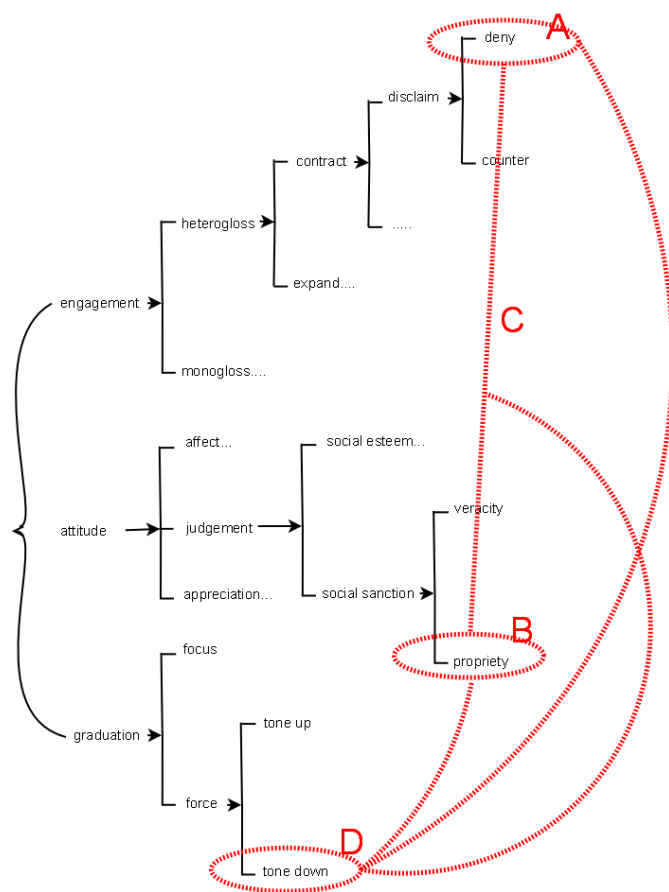 A
deny
disclaim
counter
contract
.....
heterogloss
expand....
engagement
C
monogloss....
affect...
social esteem...
veracity
attitude
judgement
appreciation...
social sanction
B
propriety
focus
graduation
tone up
force
D
tone down